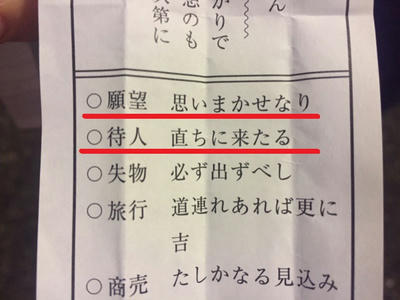 ん
りで
のも
第に
○願望 思いまかせなり
○待人 直ちに来たる
○失物 必ず出ずべし
○旅行 道連れあれば更に
吉
○商売 たしかなる見込み